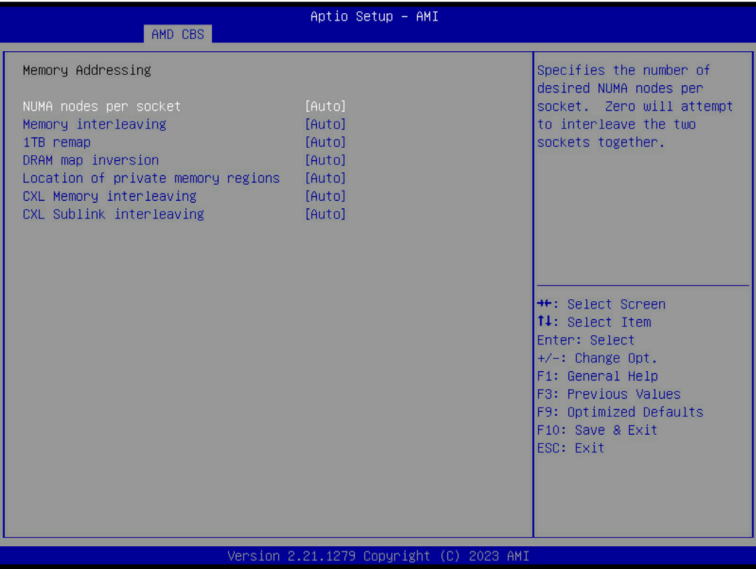 Aptio Setup – AMI
AMD CBS
Memory Addressing
NUMA nodes per socket [Auto]
Memory interleaving [Auto]
1TB remap [Auto]
DRAM map inversion [Auto]
Location of private memory regions [Auto]
CXL Memory interleaving [Auto]
CXL Sublink interleaving [Auto]
Specifies the number of
desired NUMA nodes per
socket.  Zero will attempt
to interleave the two
sockets together.
→←: Select Screen
↑↓: Select Item
Enter: Select
+/-: Change Opt.
F1: General Help
F3: Previous Values
F9: Optimized Defaults
F10: Save & Exit
ESC: Exit
Version 2.21.1279 Copyright (C) 2023 AMI